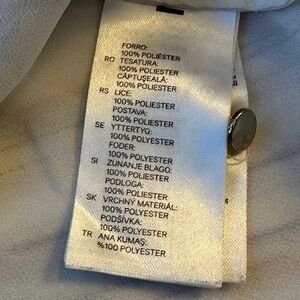 FORRO:
100% POLIÉSTER
RO TESATURA:
100% POLIESTER
CĂPTUȘEALĂ:
100% POLIESTER
RS LICE:
100% POLIESTER
POSTAVA:
100% POLIESTER
SE YTTERTYG:
100% POLYESTER
FODER:
100% POLYESTER
SI ZUNANJE BLAGO:
100% POLIESTER
PODLOGA:
100% POLIESTER
SK VRCHNÝ MATERIÁL:
100% POLYESTER
PODŠÍVKA:
100% POLYESTER
TR ANA KUMAŞ:
%100 POLYESTER